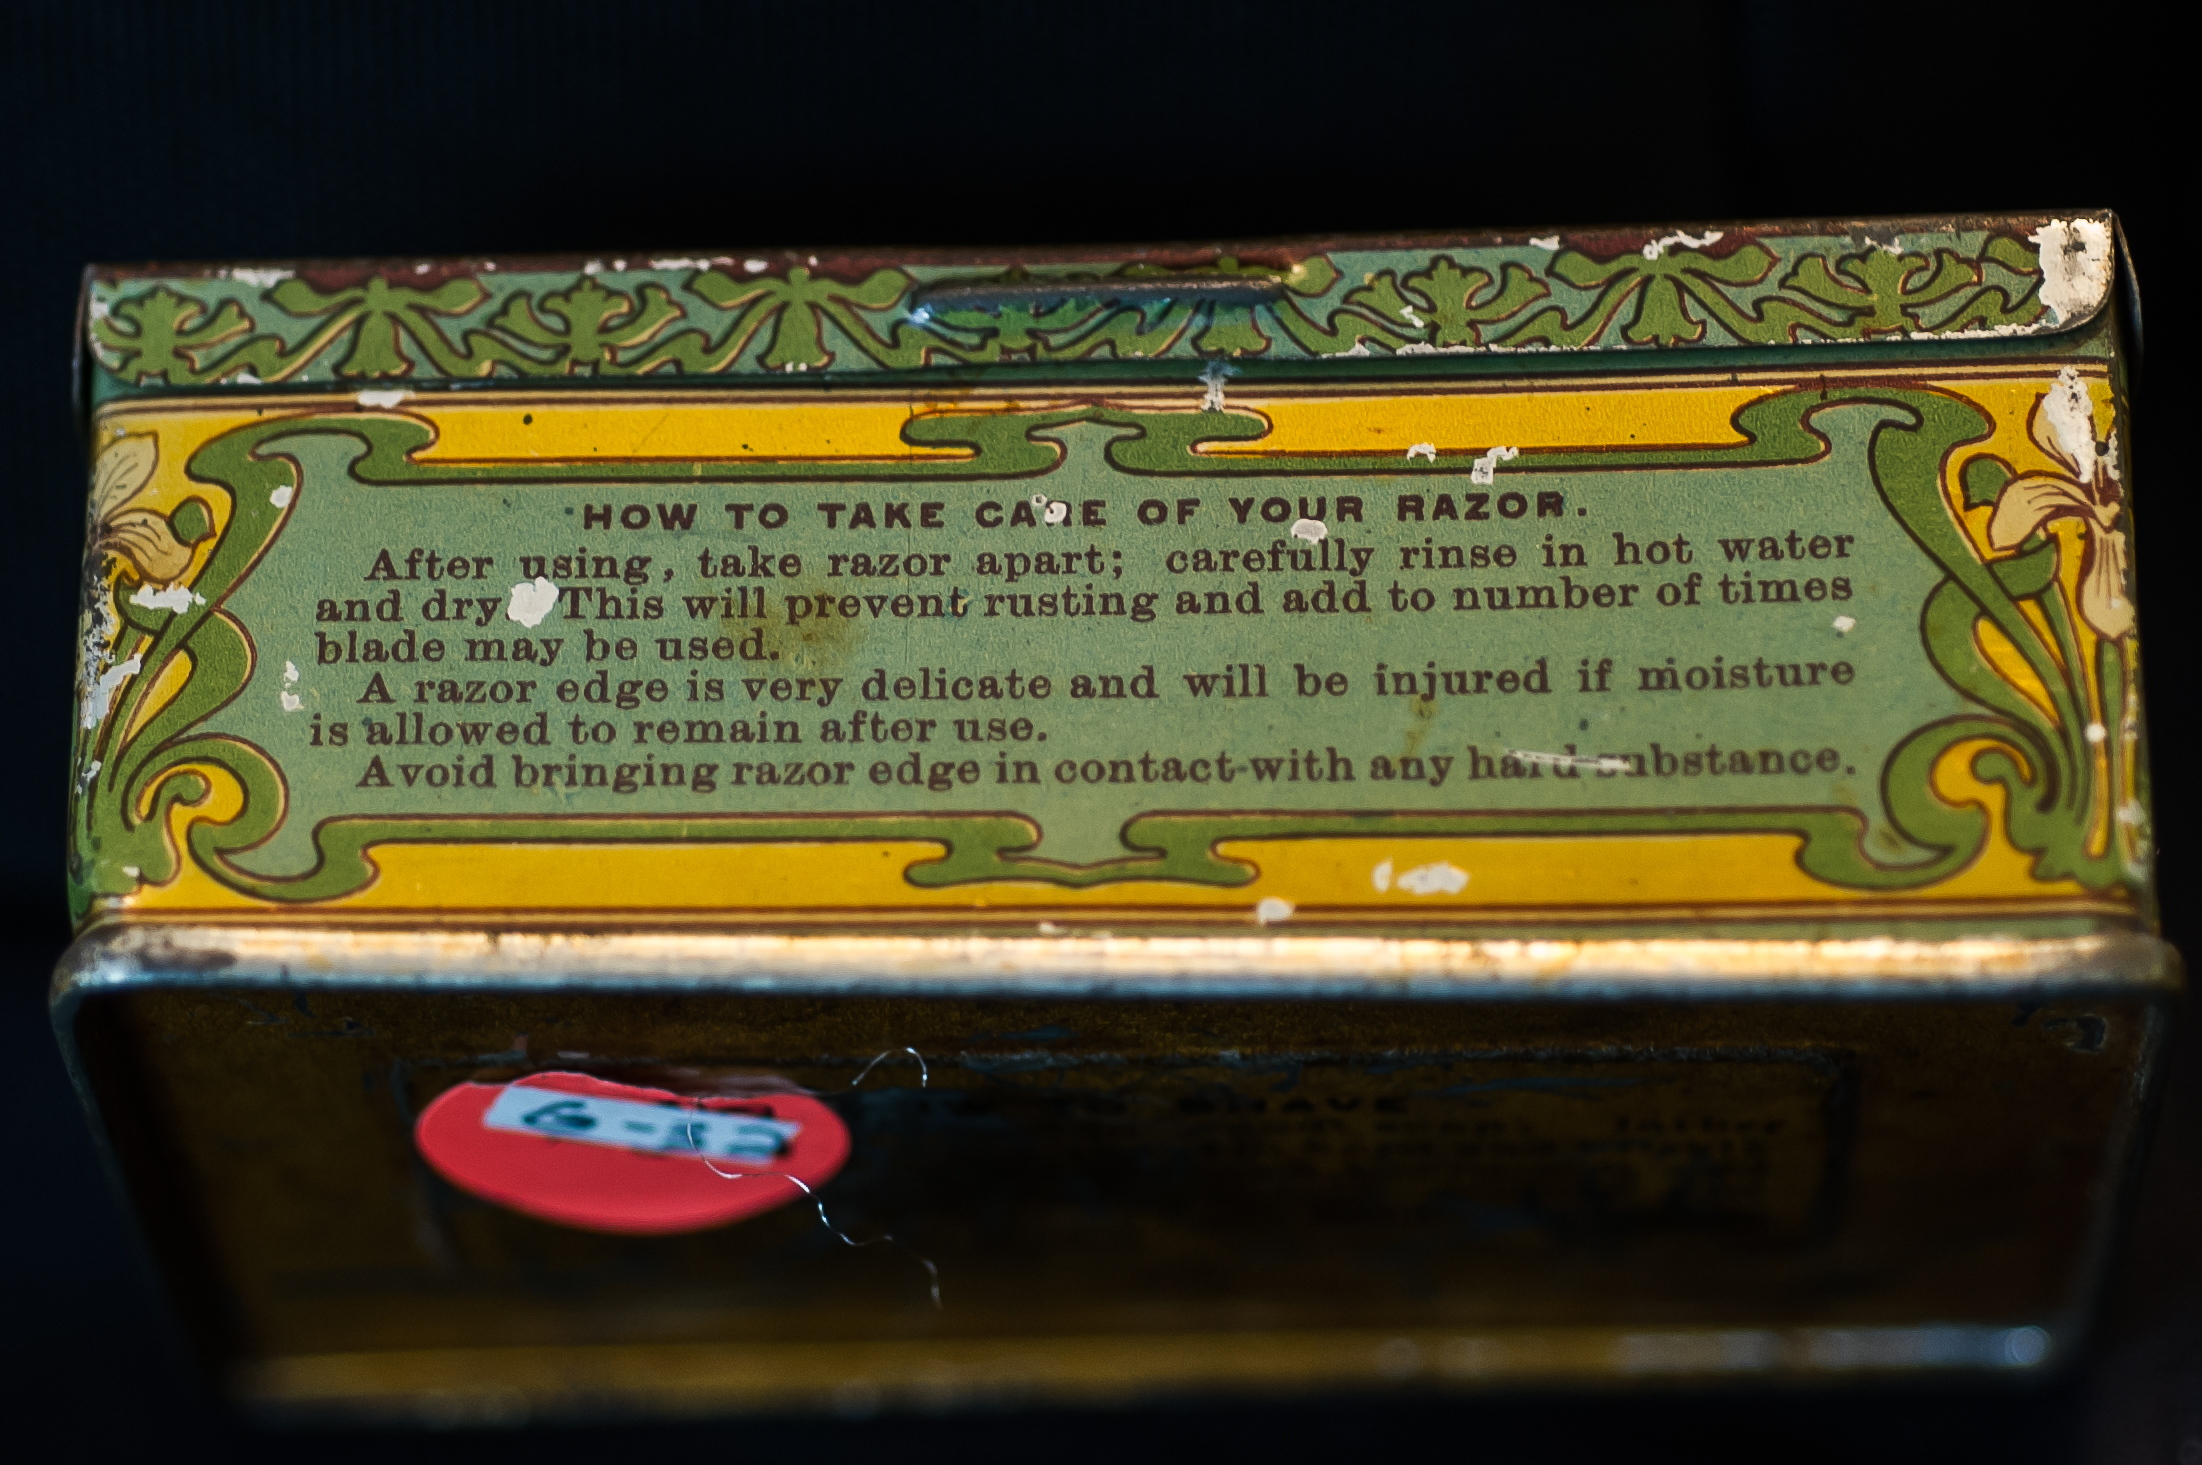 HOW TO TAKE CARE OF YOUR RAZOR.
After using, take razor apart; carefully rinse in hot water
and dry. This will prevent rusting and add to number of times
blade may be used.
A razor edge is very delicate and will be injured if moisture
is allowed to remain after use.
Avoid bringing razor edge in contact with any hard substance.
SHAVE
lather